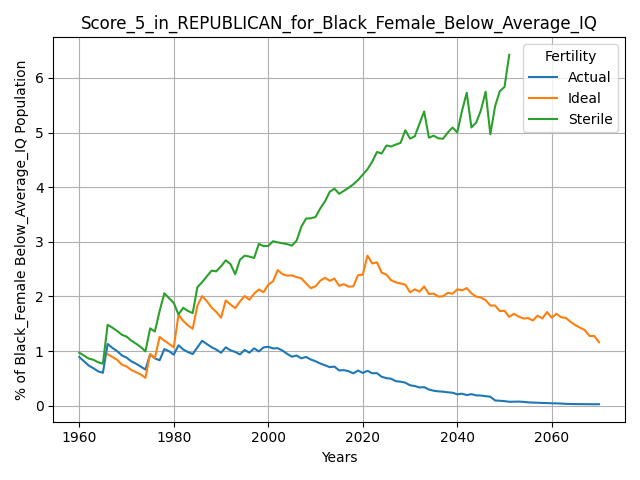 Score_5_in_REPUBLICAN_for_Black_Female_Below_Average_IQ
% of Black_Female Below_Average_IQ Population
6
5
4
3
2
1
0
Fertility
Actual
Ideal
Sterile
1960
1980
2000
2020
2040
2060
Years